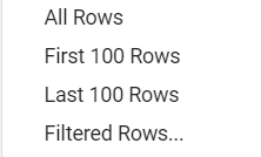 All Rows
First 100 Rows
Last 100 Rows
Filtered Rows...